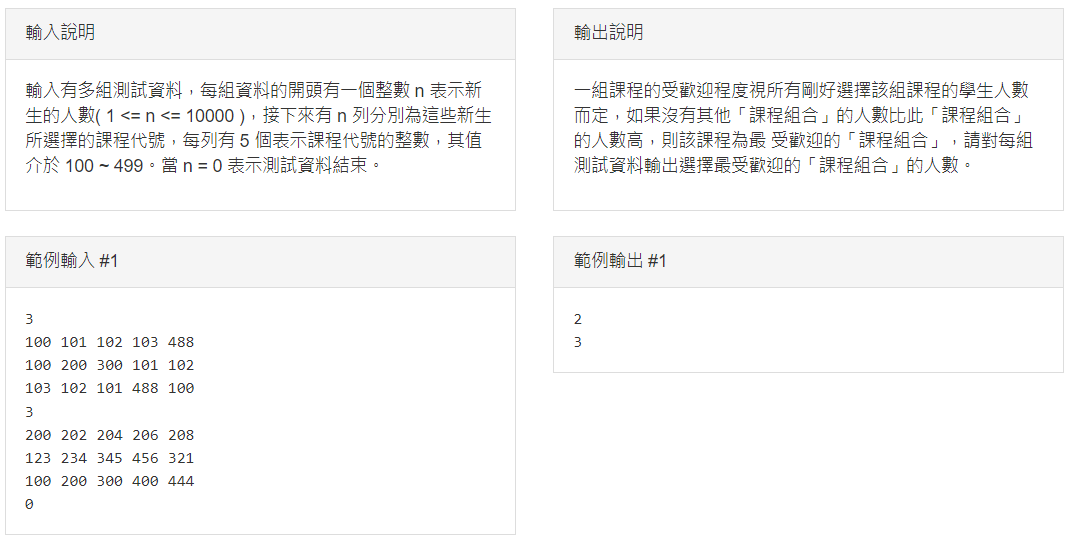 輸入說明
輸入有多組測試資料，每組資料的開頭有一個整數 n 表示新
生的人數( 1 <= n <= 10000 )，接下來有 n 列分別為這些新生
所選擇的課程代號，每列有 5 個表示課程代號的整數，其值
介於 100 ~ 499。當 n = 0 表示測試資料結束。
輸出說明
一組課程的受歡迎程度視所有剛好選擇該組課程的學生人數
而定，如果沒有其他「課程組合」的人數比此「課程組合」
的人數高，則該課程為最 受歡迎的「課程組合」，請對每組
測試資料輸出選擇最受歡迎的「課程組合」的人數。
範例輸入 #1
3
100 101 102 103 488
100 200 300 101 102
103 102 101 488 100
3
200 202 204 206 208
123 234 345 456 321
100 200 300 400 444
0
範例輸出 #1
2
3